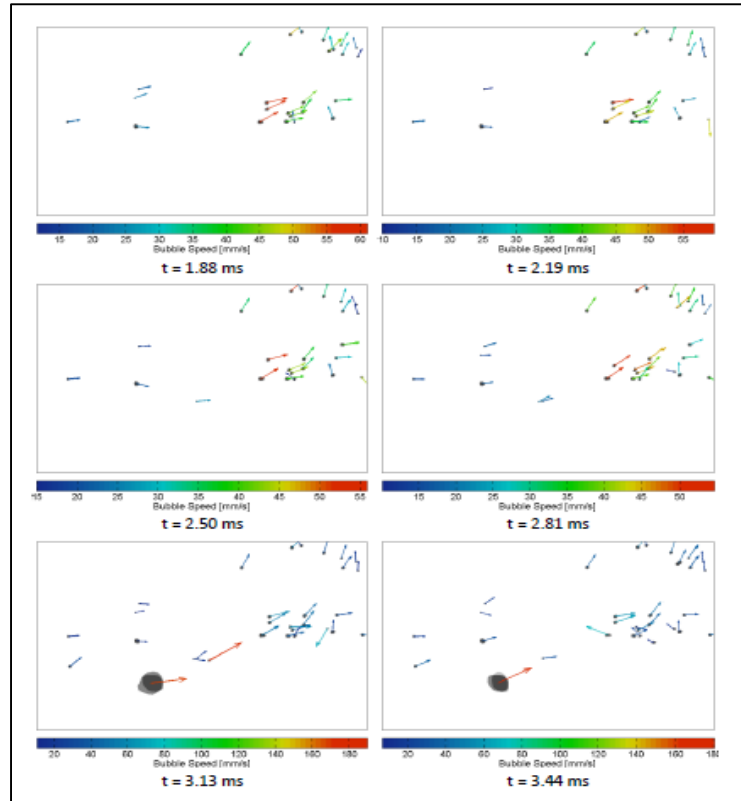 15 20 25 30 35 40 45 50 55 60
Bubble Speed [mm/s]
t = 1.88 ms
10 15 20 25 30 35 40 45 50 55
Bubble Speed [mm/s]
t = 2.19 ms
15 20 25 30 35 40 45 50 55
Bubble Speed [mm/s]
t = 2.50 ms
15 20 25 30 35 40 45 50
Bubble Speed [mm/s]
t = 2.81 ms
20 40 60 80 100 120 140 160 180
Bubble Speed [mm/s]
t = 3.13 ms
20 40 60 80 100 120 140 160 180
Bubble Speed [mm/s]
t = 3.44 ms